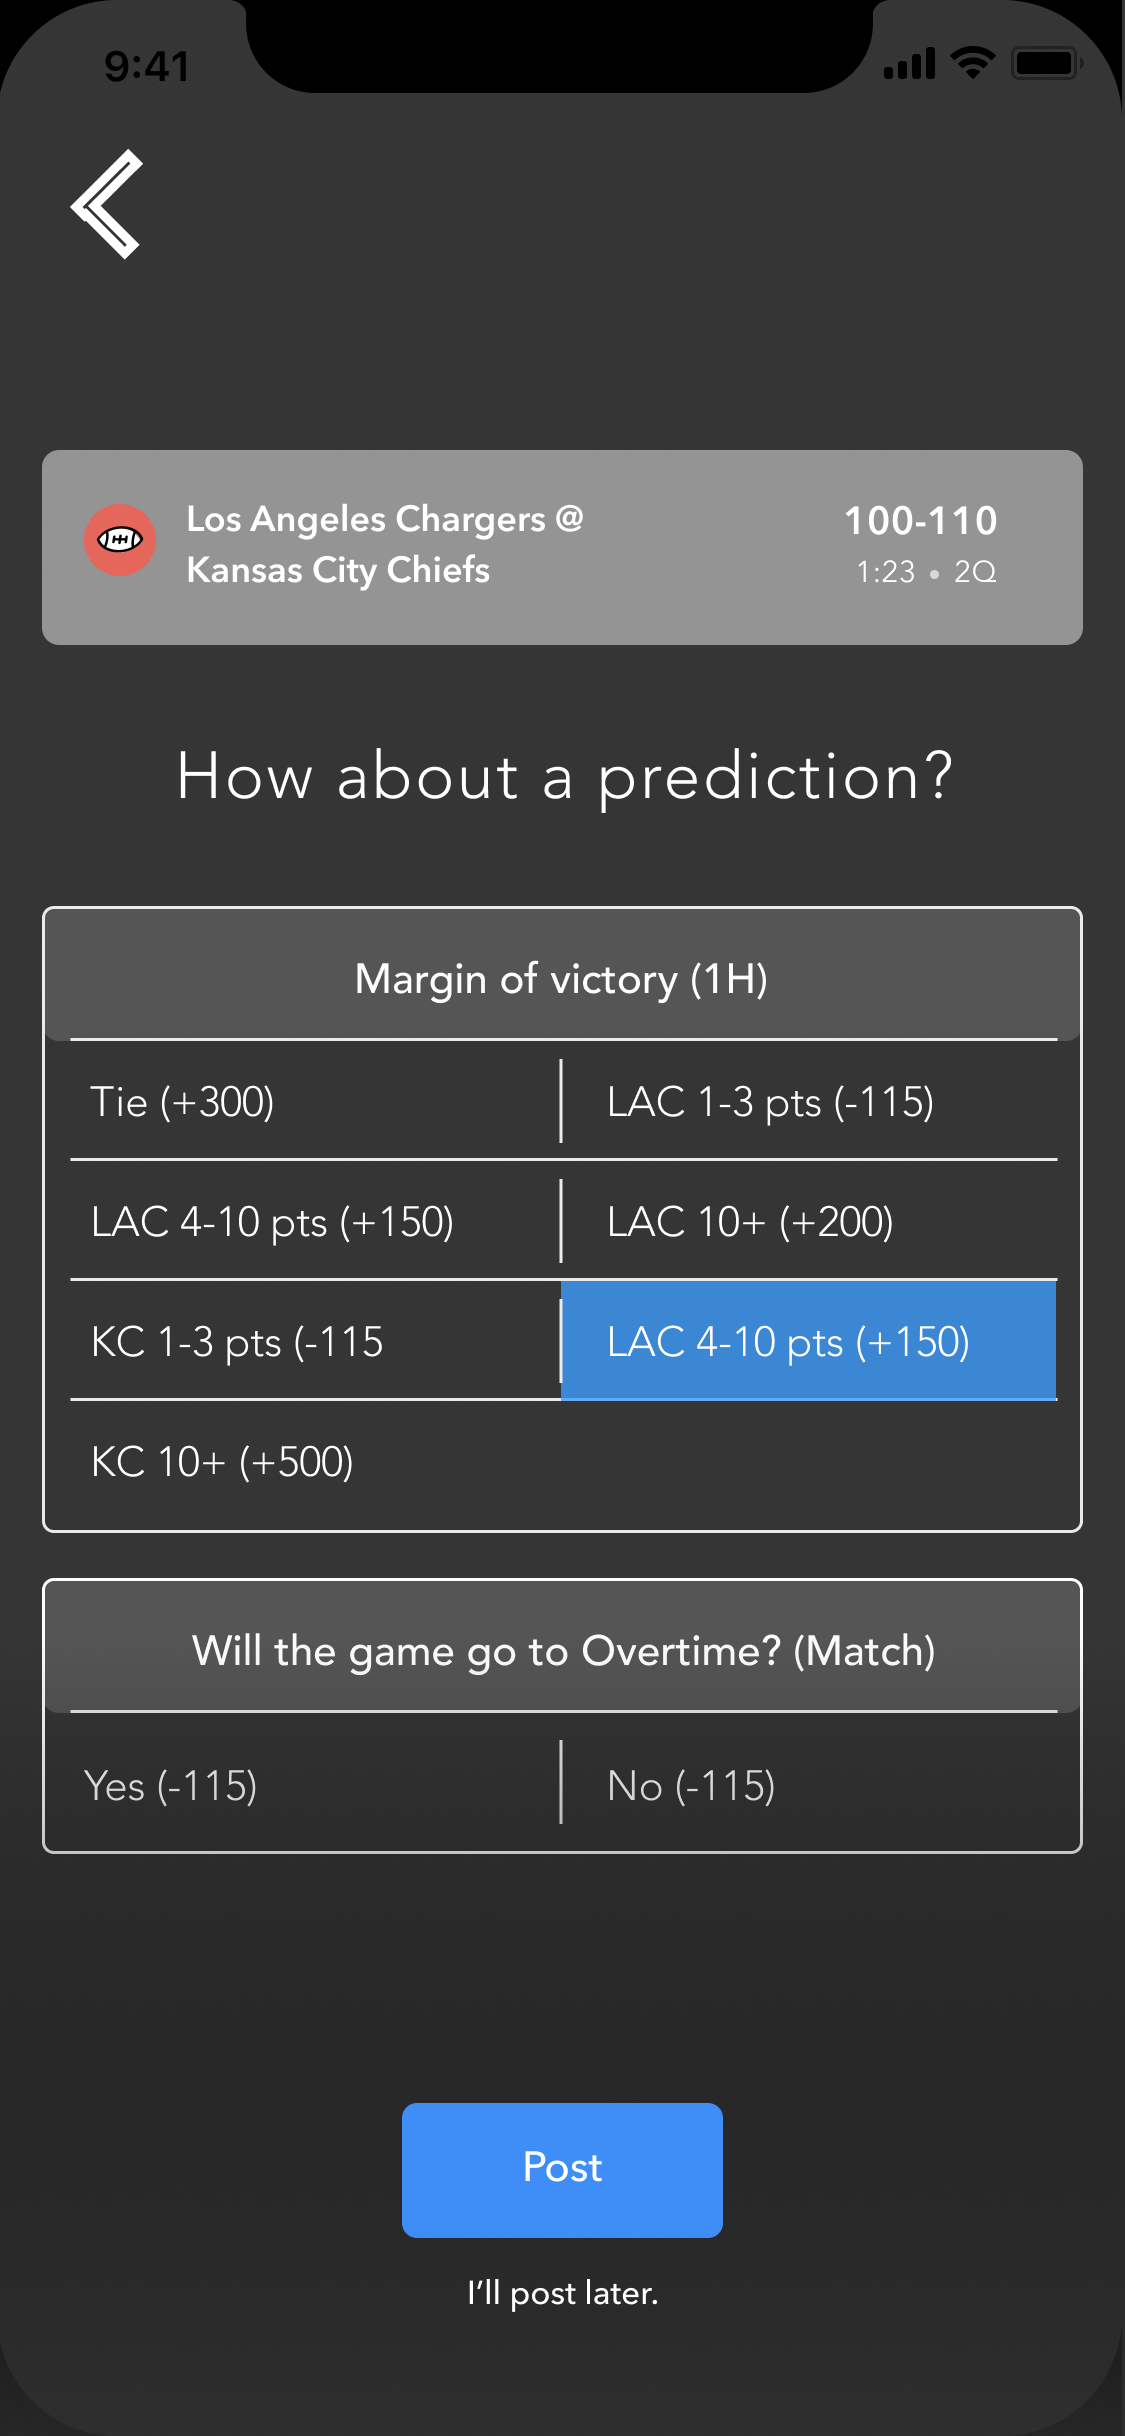 9:41
Los Angeles Chargers @
Kansas City Chiefs
100-110
1:23 • 2Q
How about a prediction?
Margin of victory (1H)
Tie (+300)
LAC 1-3 pts (-115)
LAC 4-10 pts (+150)
LAC 10+ (+200)
KC 1-3 pts (-115
LAC 4-10 pts (+150)
KC 10+ (+500)
Will the game go to Overtime? (Match)
Yes (-115)
No (-115)
Post
I’ll post later.